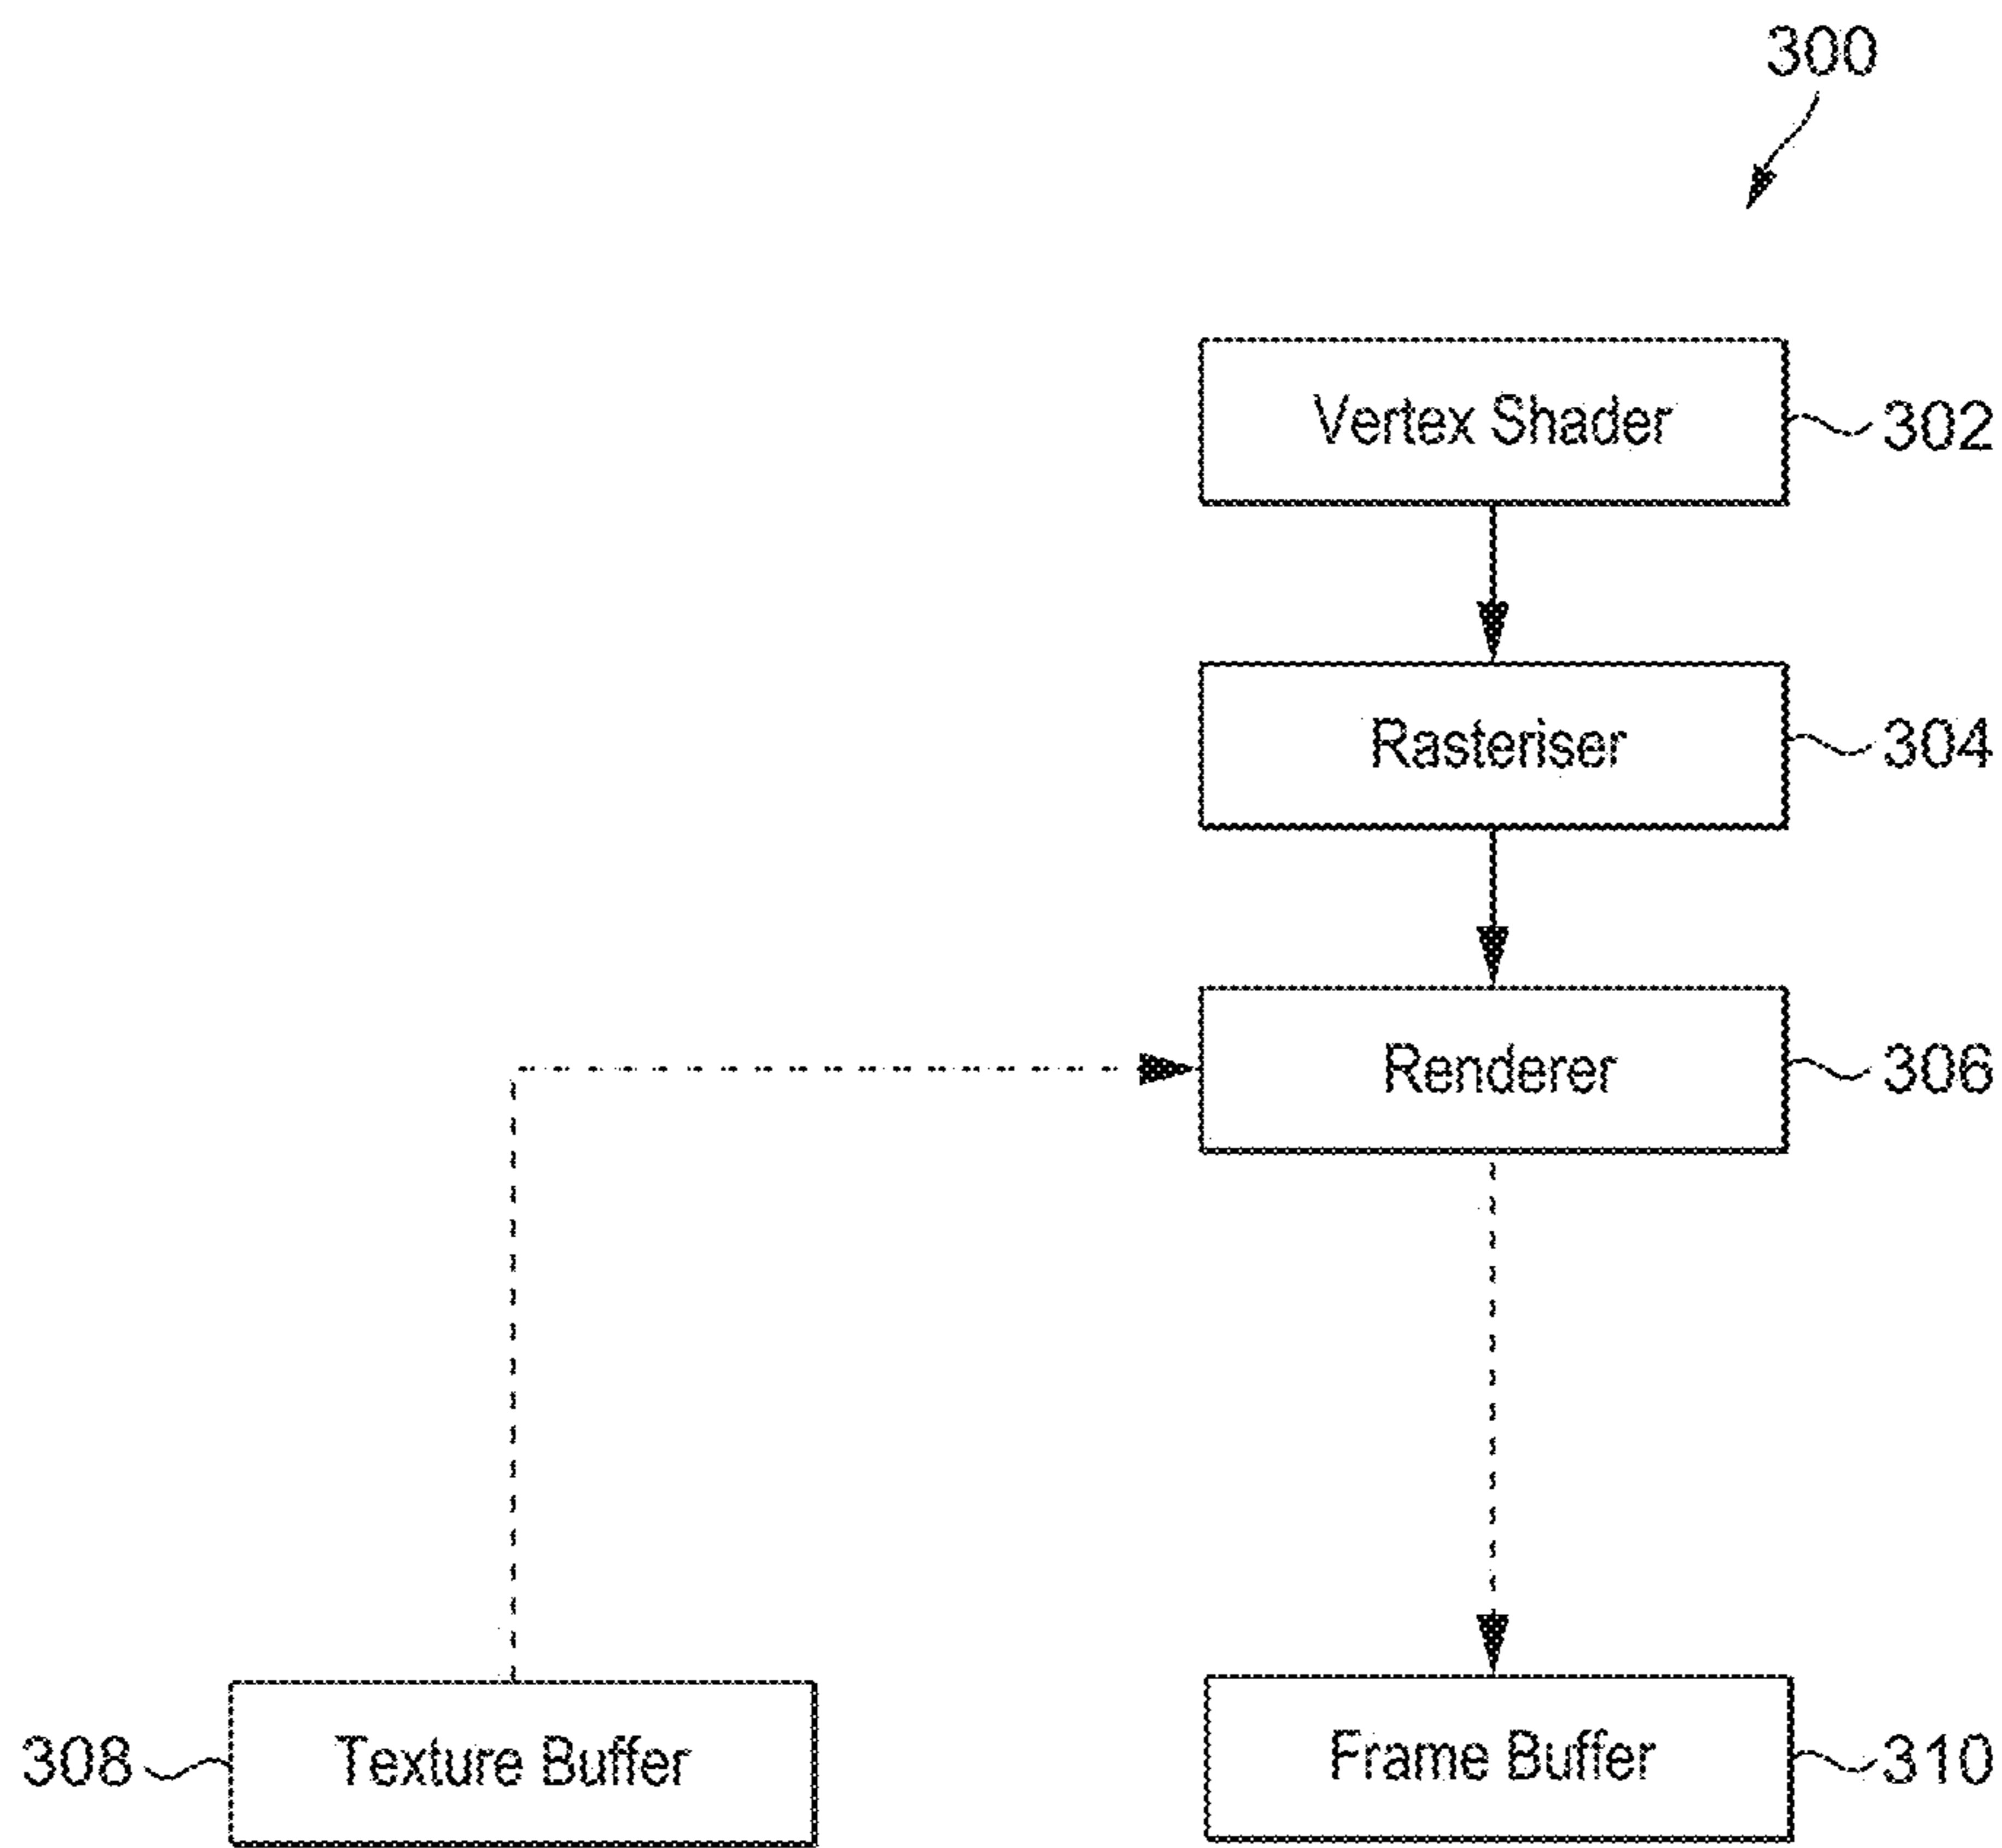 300
Vertex Shader
302
Rasteriser
304
Renderer
306
308
Texture Buffer
Frame Buffer
310